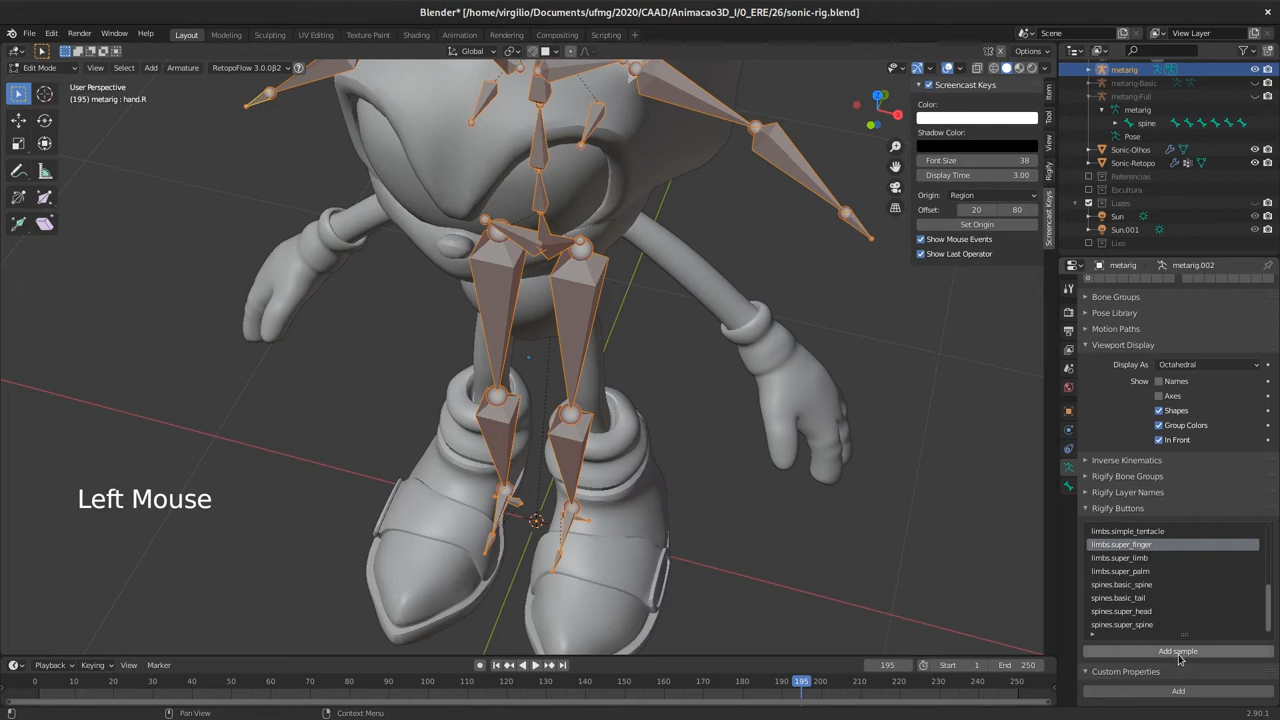 Blender* [/home/virgilio/Documents/ufmg/2020/CAAD/Animacao3D_I/0_ERE/26/sonic-rig.blend]
File Edit Render Window Help Layout Modeling Sculpting UV Editing Texture Paint Shading Animation Rendering Compositing Scripting + Scene View Layer
Global Options
Edit Mode View Select Add Armature RetopoFlow 3.0.0β2
User Perspective
(195) metarig : hand.R
Screencast Keys
Color:
Shadow Color:
Font Size 38
Display Time 3.00
Origin: Region
Offset: 20 80
Set Origin
Show Mouse Events
Show Last Operator
Item
Tool
View
Rigify
Screencast Keys
Z
X
Y
metarig
metarig-Basic
metarig-Full
metarig
spine
Pose
Sonic-Olhos
Sonic-Retopo
Referencias
Escultura
Luzes
Sun
Sun.001
Lixo
metarig metarig.002
Bone Groups
Pose Library
Motion Paths
Viewport Display
Display As Octahedral
Show Names
Axes
Shapes
Group Colors
In Front
Inverse Kinematics
Rigify Bone Groups
Rigify Layer Names
Rigify Buttons
limbs.simple_tentacle
limbs.super_finger
limbs.super_limb
limbs.super_palm
spines.basic_spine
spines.basic_tail
spines.super_head
spines.super_spine
Add sample
Custom Properties
Add
Left Mouse
Playback Keying View Marker 195 Start 1 End 250
0 10 20 30 40 50 60 70 80 90 100 110 120 130 140 150 160 170 180 195 200 210 220 230 240 250
Pan View Context Menu 2.90.1